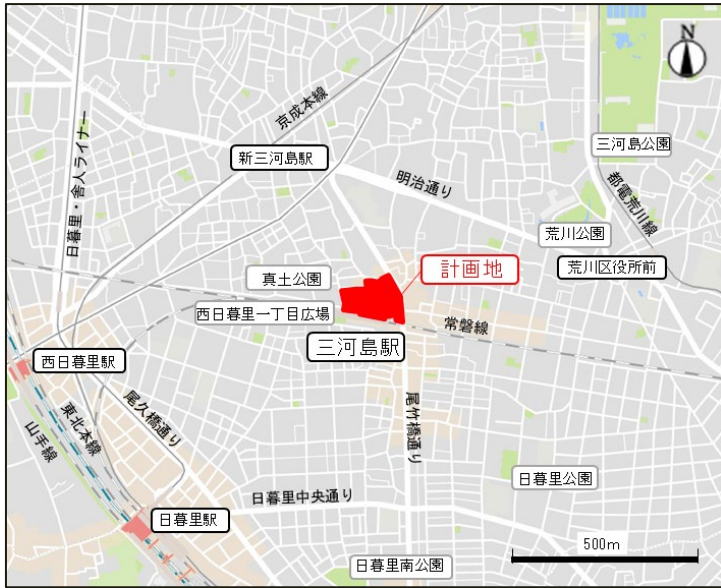 N
京成本線
日暮里・舎人ライナー
新三河島駅
三河島公園
明治通り
都電荒川線
荒川公園
荒川区役所前
計画地
真土公園
西日暮里一丁目広場
常磐線
三河島駅
西日暮里駅
尾久橋通り
東北本線
山手線
尾竹橋通り
日暮里公園
日暮里中央通り
日暮里駅
500m
日暮里南公園